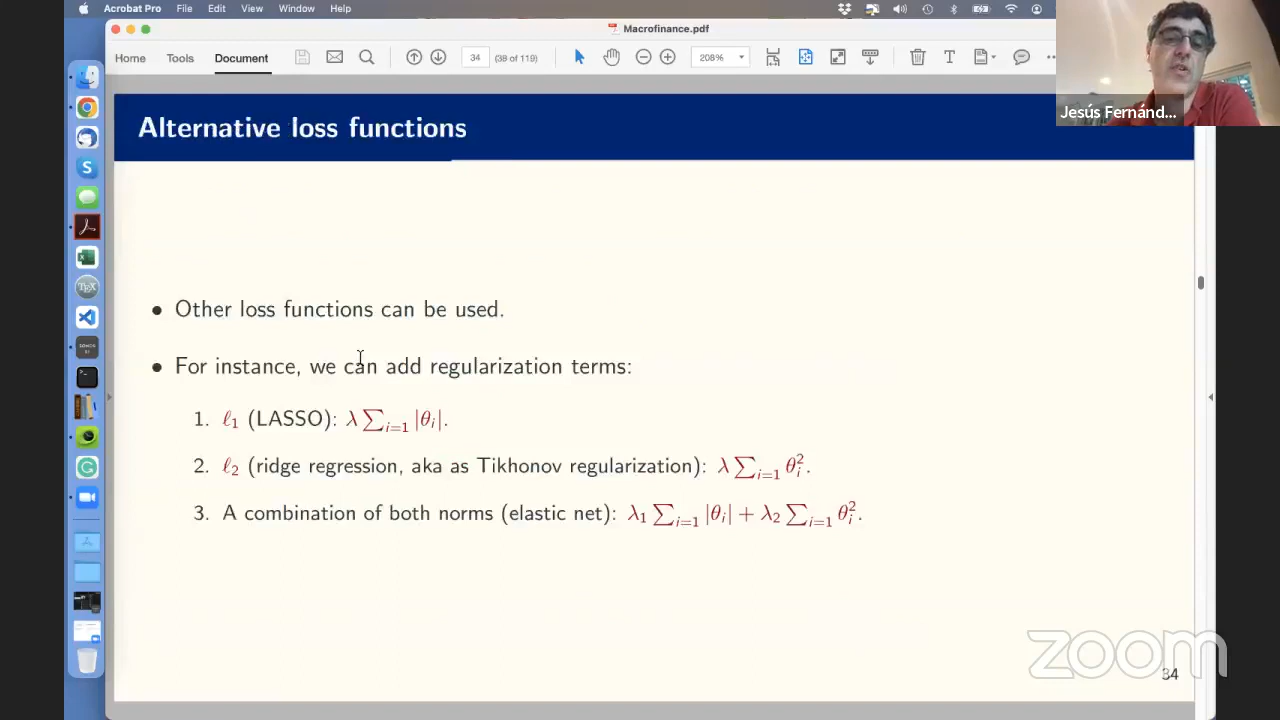 Acrobat Pro File Edit View Window Help
Macrofinance.pdf
Home Tools Document 34 (38 of 119) 208%
Jesús Fernánd...
Alternative loss functions
• Other loss functions can be used.
• For instance, we can add regularization terms:
1. ℓ₁ (LASSO): λ ∑ᵢ₌₁ |θᵢ|.
2. ℓ₂ (ridge regression, aka as Tikhonov regularization): λ ∑ᵢ₌₁ θᵢ².
3. A combination of both norms (elastic net): λ₁ ∑ᵢ₌₁ |θᵢ| + λ₂ ∑ᵢ₌₁ θᵢ².
zoom
34